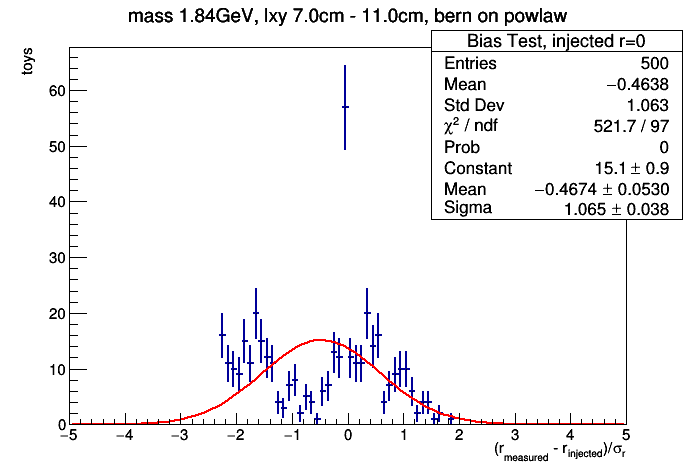 mass 1.84GeV, lxy 7.0cm - 11.0cm, bern on powlaw
Bias Test, injected r=0
Entries 500
Mean −0.4638
Std Dev 1.063
χ² / ndf 521.7 / 97
Prob 0
Constant 15.1 ± 0.9
Mean −0.4674 ± 0.0530
Sigma 1.065 ± 0.038
toys
60
50
40
30
20
10
0
−5 −4 −3 −2 −1 0 1 2 3 4 5
(r_measured - r_injected)/σ_r